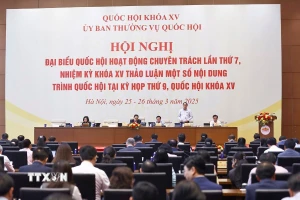 QUỐC HỘI KHÓA XV
ỦY BAN THƯỜNG VỤ QUỐC HỘI
HỘI NGHỊ
ĐẠI BIỂU QUỐC HỘI HOẠT ĐỘNG CHUYÊN TRÁCH LẦN THỨ 7,
NHIỆM KỲ KHÓA XV THẢO LUẬN MỘT SỐ NỘI DUNG
TRÌNH QUỐC HỘI TẠI KỲ HỌP THỨ 9, QUỐC HỘI KHÓA XV
Hà Nội, ngày 25 - 26 tháng 3 năm 2025
TTXVN